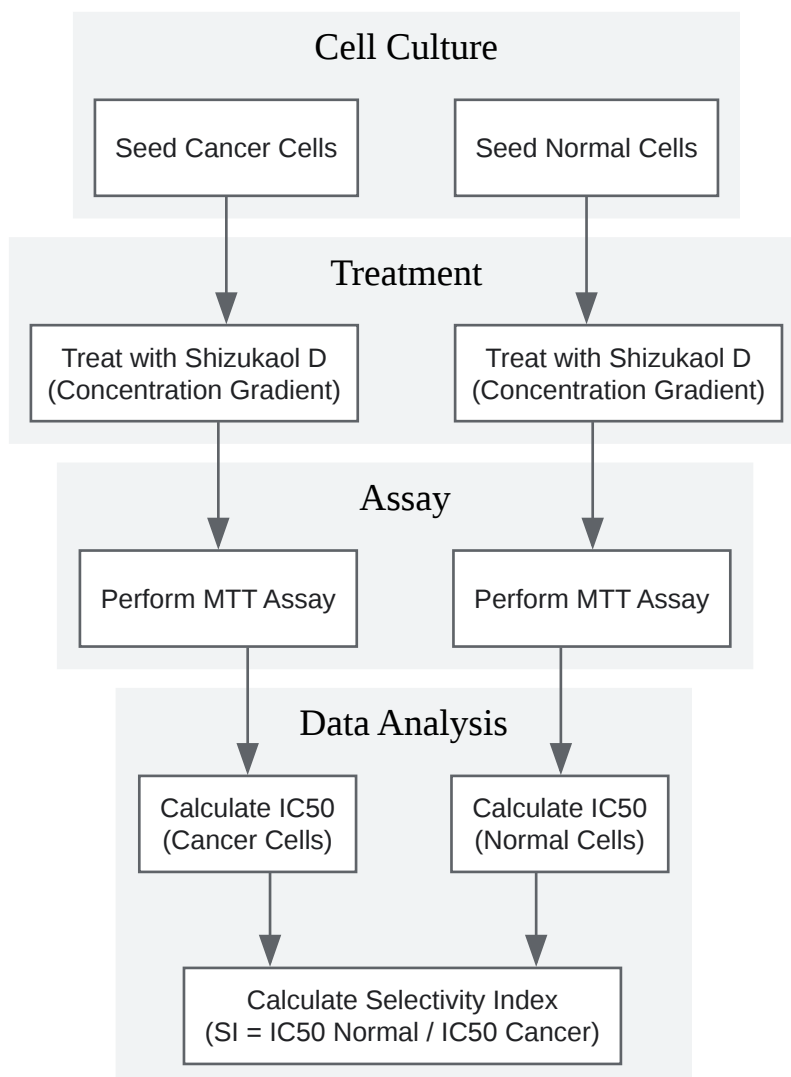 Cell Culture
Seed Cancer Cells
Seed Normal Cells
Treatment
Treat with Shizukaol D
(Concentration Gradient)
Treat with Shizukaol D
(Concentration Gradient)
Assay
Perform MTT Assay
Perform MTT Assay
Data Analysis
Calculate IC50
(Cancer Cells)
Calculate IC50
(Normal Cells)
Calculate Selectivity Index
(SI = IC50 Normal / IC50 Cancer)